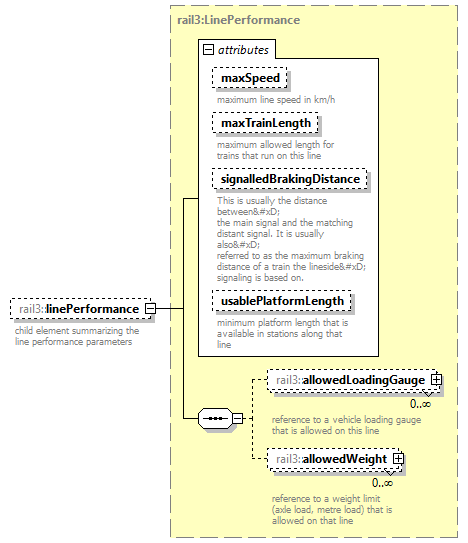 rail3:LinePerformance
attributes
maxSpeed
maximum line speed in km/h
maxTrainLength
maximum allowed length for
trains that run on this line
signalledBrakingDistance
This is usually the distance
between&#xD;
the main signal and the matching
distant signal. It is usually
also&#xD;
referred to as the maximum braking
distance of a train the lineside&#xD;
signaling is based on.
usablePlatformLength
minimum platform length that is
available in stations along that
line
rail3::linePerformance
child element summarizing the
line performance parameters
rail3::allowedLoadingGauge
0..∞
reference to a vehicle loading gauge
that is allowed on this line
rail3::allowedWeight
0..∞
reference to a weight limit
(axle load, metre load) that is
allowed on that line